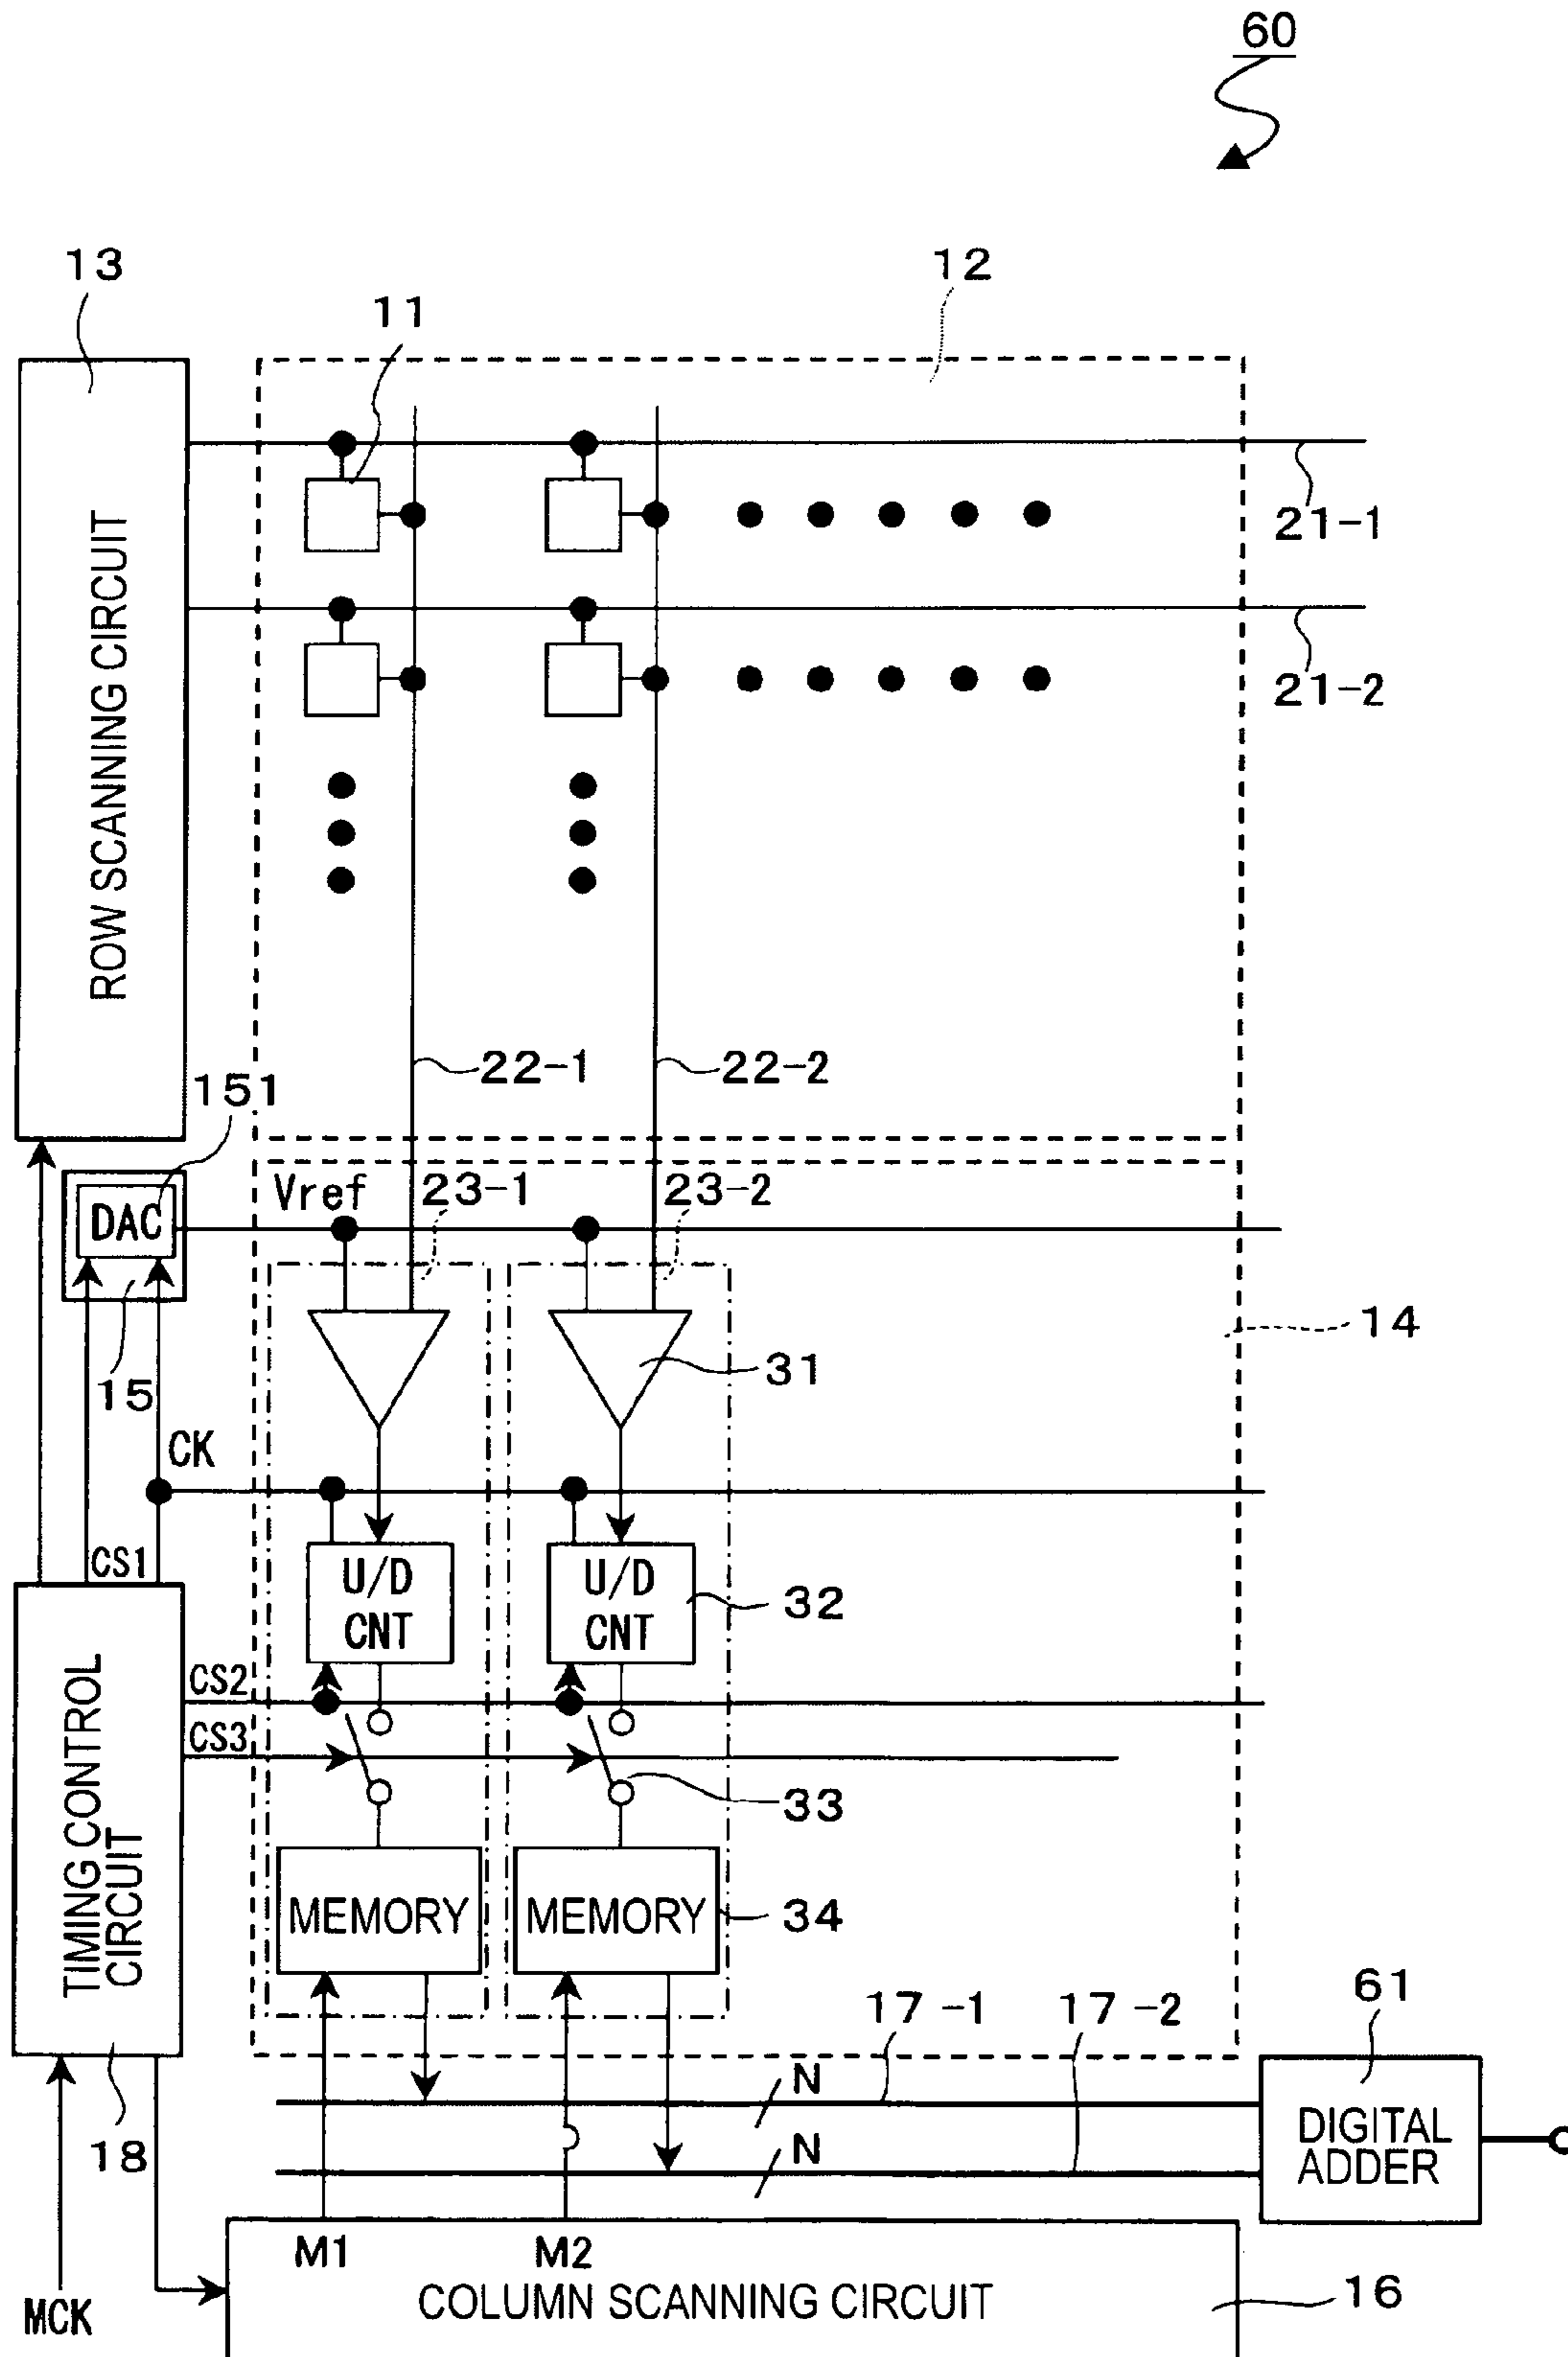 60
13
12
11
ROW SCANNING CIRCUIT
21-1
21-2
22-1
22-2
151
Vref
23-1
23-2
DAC
14
15
31
CK
CS1
U/D
CNT
U/D
CNT
32
CS2
CS3
TIMING CONTROL
CIRCUIT
33
MEMORY
MEMORY
34
17-1
17-2
61
N
N
DIGITAL
ADDER
18
M1
M2
MCK
COLUMN SCANNING CIRCUIT
16